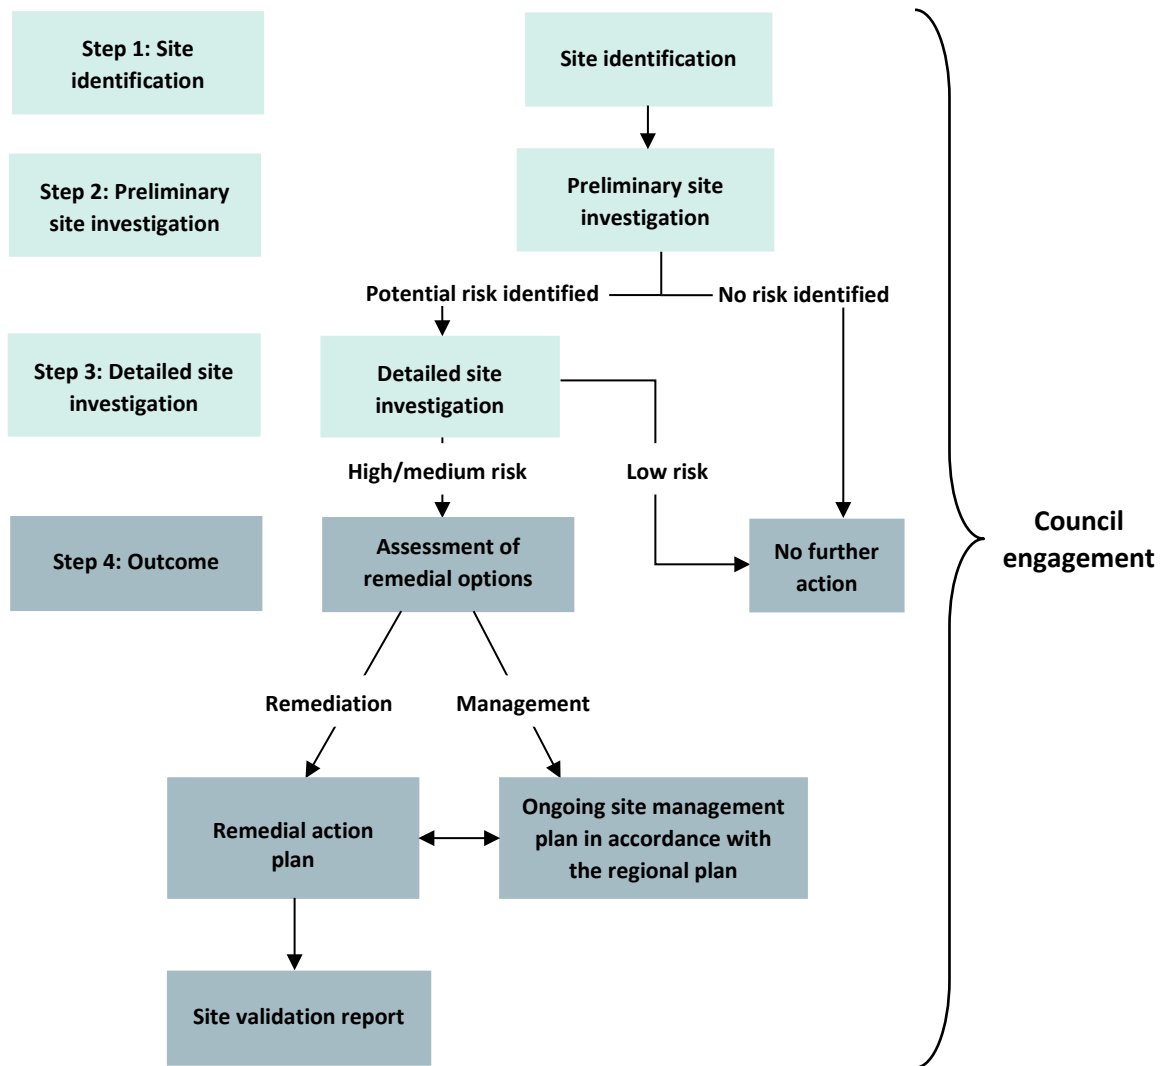 Step 1: Site
identification
Site identification
Step 2: Preliminary
site investigation
Preliminary site
investigation
Potential risk identified
No risk identified
Step 3: Detailed site
investigation
Detailed site
investigation
High/medium risk
Low risk
Step 4: Outcome
Assessment of
remedial options
No further
action
Council
engagement
Remediation
Management
Remedial action
plan
Ongoing site management
plan in accordance with
the regional plan
Site validation report